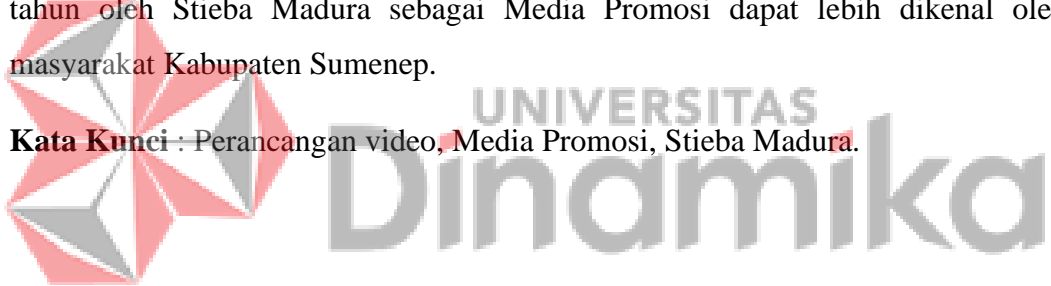 tahun oleh Stieba Madura sebagai Media Promosi dapat lebih dikenal ole
masyarakat Kabupaten Sumenep.
UNIVERSITAS
Kata Kunci : Perancangan video, Media Promosi, Stieba Madura.
Dinamika